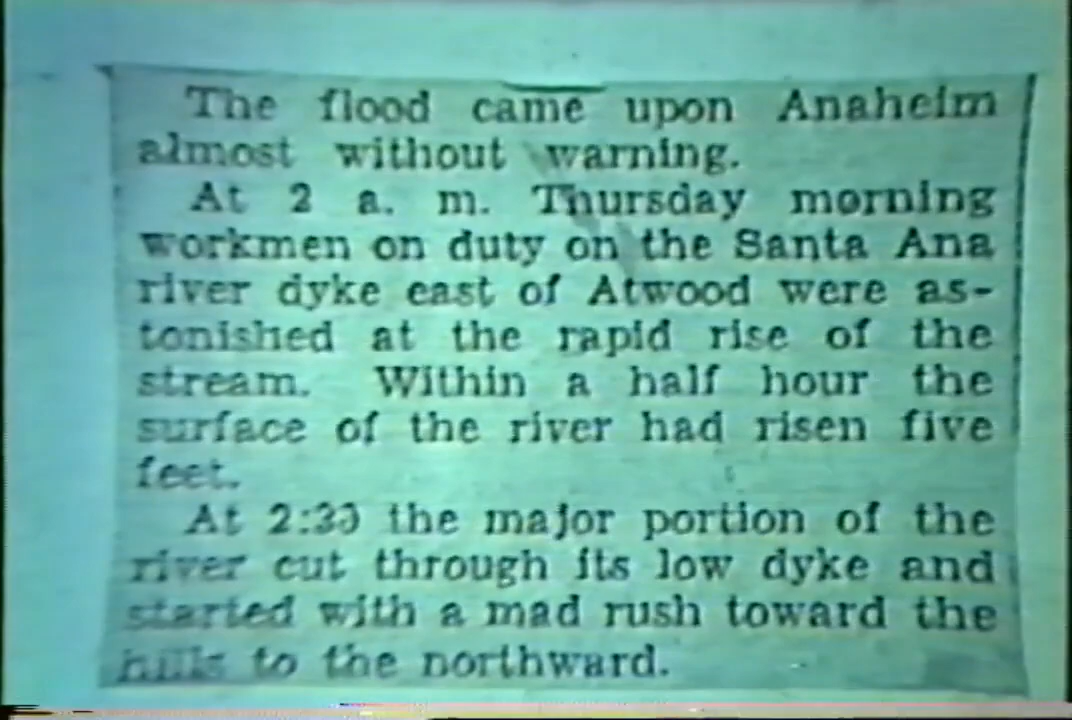 The flood came upon Anaheim
almost without warning.
At 2 a. m. Thursday morning
workmen on duty on the Santa Ana
river dyke east of Atwood were as-
tonished at the rapid rise of the
stream. Within a half hour the
surface of the river had risen five
feet.
At 2:30 the major portion of the
river cut through its low dyke and
started with a mad rush toward the
hills to the northward.